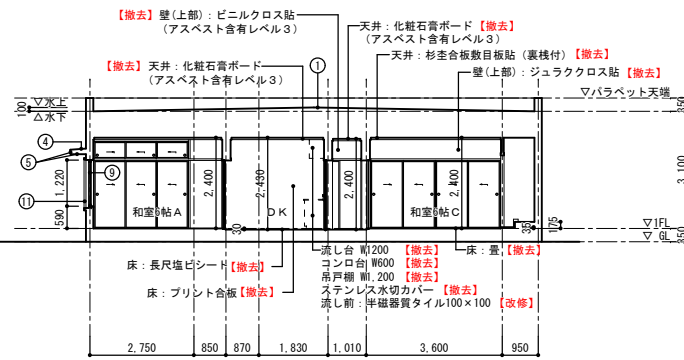 【撤去】壁(上部)：ビニルクロス貼
(アスベスト含有レベル３)
天井：化粧石膏ボード【撤去】
(アスベスト含有レベル３)
天井：杉杢合板敷目板貼（裏桟付）【撤去】
【撤去】天井：化粧石膏ボード
(アスベスト含有レベル３)
①
壁(上部)：ジュラククロス貼【撤去】
▽パラペット天端
350
100
▽水上
△水下
④
⑤
⑨
⑪
1,220
590
2,400
2,430
2,400
2,400
3,100
和室6帖Ａ
ＤＫ
和室6帖Ｃ
30
35
175
▽1FL
▽ GL
350
床：長尺塩ビシート【撤去】
床：プリント合板【撤去】
流し台 W1200 【撤去】
コンロ台 W600 【撤去】
吊戸棚 W1,200 【撤去】
ステンレス水切カバー 【撤去】
流し前：半磁器質タイル100×100【改修】
床：畳【撤去】
2,750
850
870
1,830
1,010
3,600
950